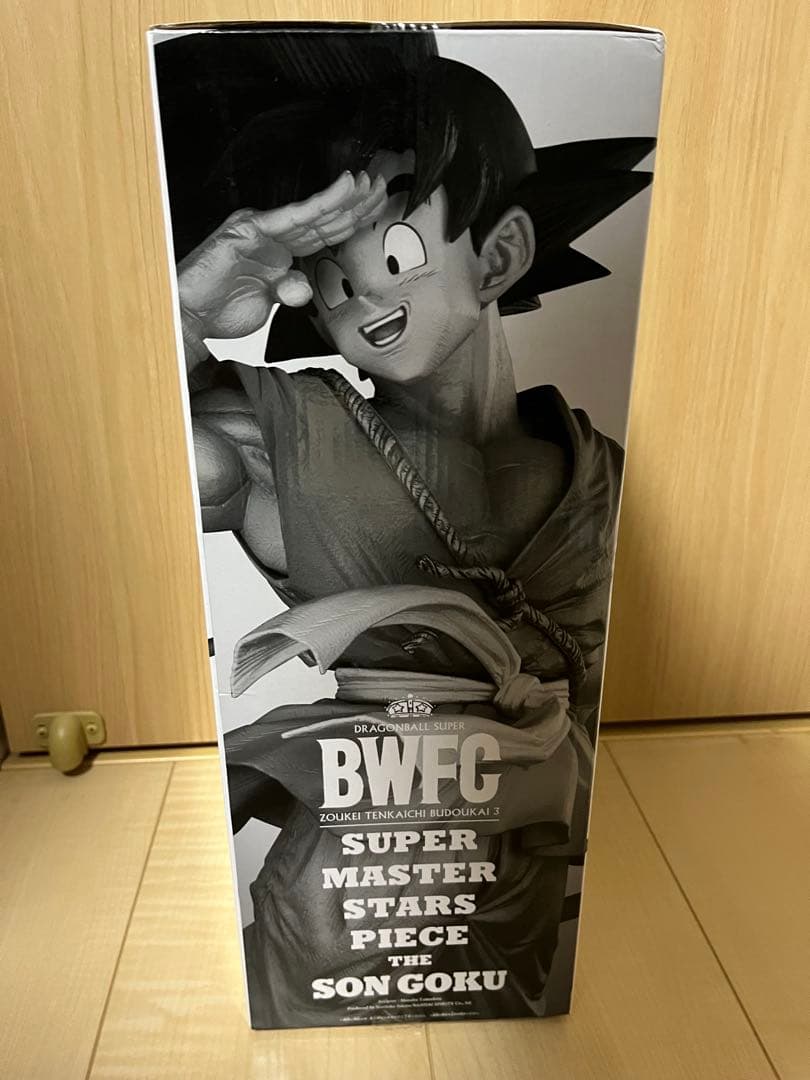 DRAGONBALL SUPER
BWFC
ZOUKEI TENKAICHI BUDOUKAI 3
SUPER
MASTER
STARS
PIECE
THE
SON GOKU